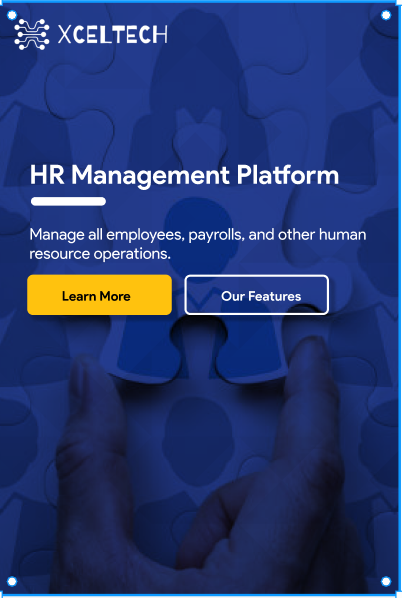 XCELTECH
HR Management Platform
Manage all employees, payrolls, and other human
resource operations.
Learn More
Our Features